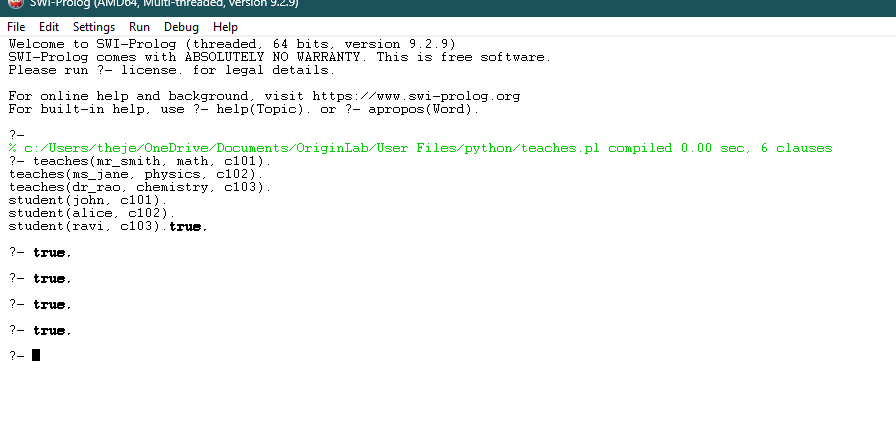 SWI-Prolog (AMD64, Multi-threaded, version 9.2.9)
File Edit Settings Run Debug Help
Welcome to SWI-Prolog (threaded, 64 bits, version 9.2.9)
SWI-Prolog comes with ABSOLUTELY NO WARRANTY. This is free software.
Please run ?- license. for legal details.
For online help and background, visit https://www.swi-prolog.org
For built-in help, use ?- help(Topic). or ?- apropos(Word).
?-
% c:/Users/theje/OneDrive/Documents/OriginLab/User Files/python/teaches.pl compiled 0.00 sec, 6 clauses
?- teaches(mr_smith, math, c101).
teaches(ms_jane, physics, c102).
teaches(dr_rao, chemistry, c103).
student(john, c101).
student(alice, c102).
student(ravi, c103).true.
?- true.
?- true.
?- true.
?- true.
?-